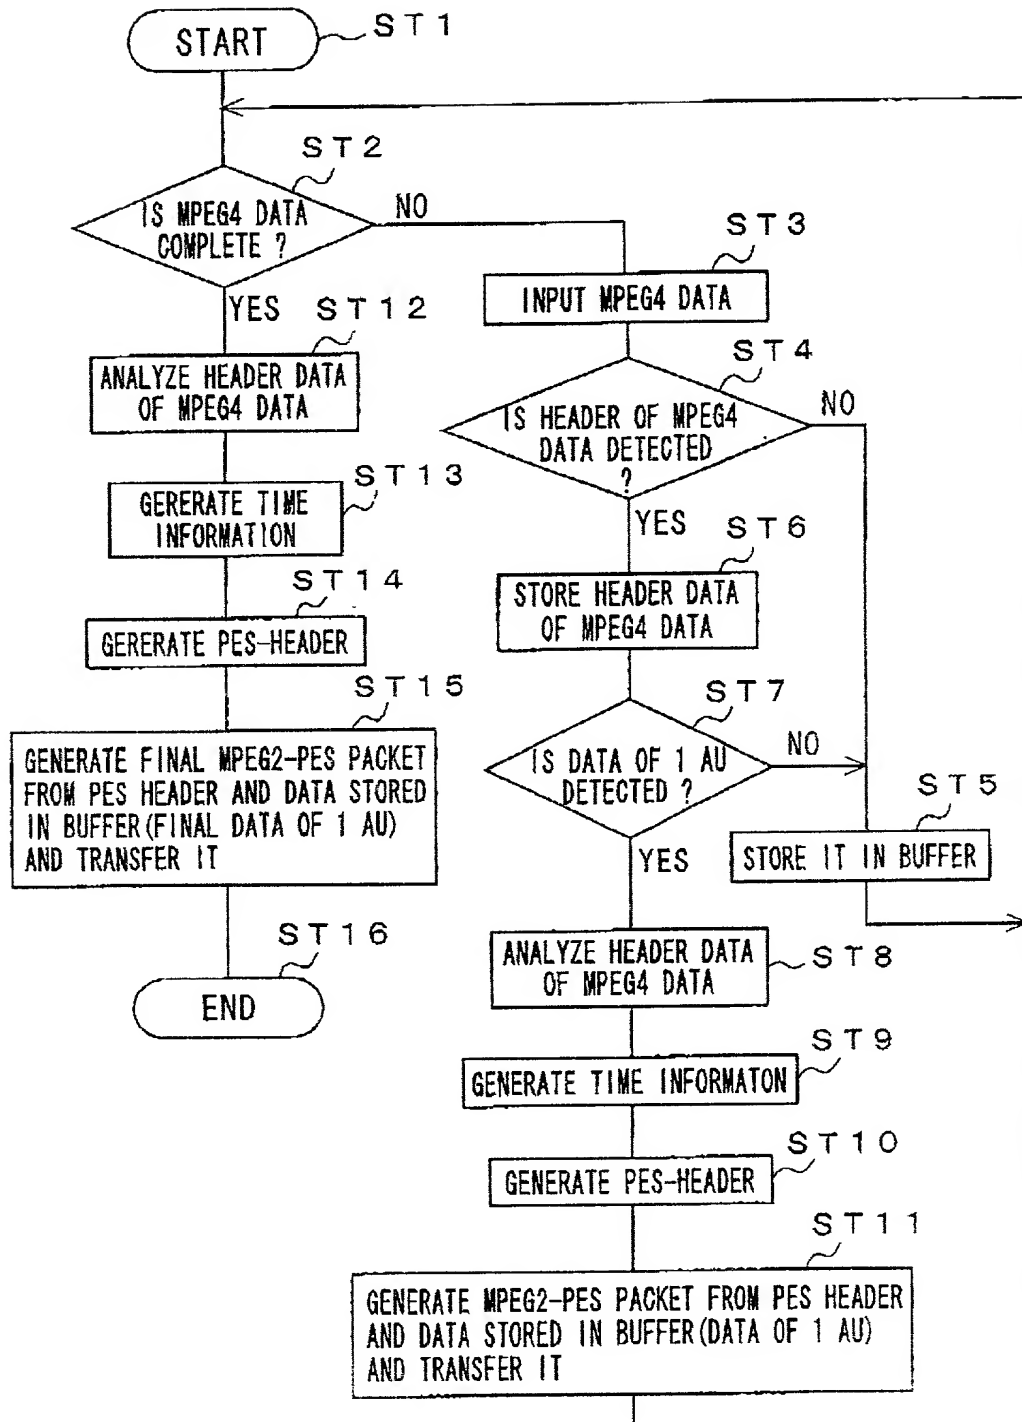 START
ST1
ST2
IS MPEG4 DATA
COMPLETE ?
NO
YES
ST12
ANALYZE HEADER DATA
OF MPEG4 DATA
ST13
GERERATE TIME
INFORMATION
ST14
GERERATE PES-HEADER
ST15
GENERATE FINAL MPEG2-PES PACKET
FROM PES HEADER AND DATA STORED
IN BUFFER(FINAL DATA OF 1 AU)
AND TRANSFER IT
ST16
END
ST3
INPUT MPEG4 DATA
ST4
IS HEADER OF MPEG4
DATA DETECTED
?
NO
YES
ST6
STORE HEADER DATA
OF MPEG4 DATA
ST7
IS DATA OF 1 AU
DETECTED ?
NO
YES
ST5
STORE IT IN BUFFER
ANALYZE HEADER DATA
OF MPEG4 DATA
ST8
ST9
GENERATE TIME INFORMATON
ST10
GENERATE PES-HEADER
ST11
GENERATE MPEG2-PES PACKET FROM PES HEADER
AND DATA STORED IN BUFFER(DATA OF 1 AU)
AND TRANSFER IT